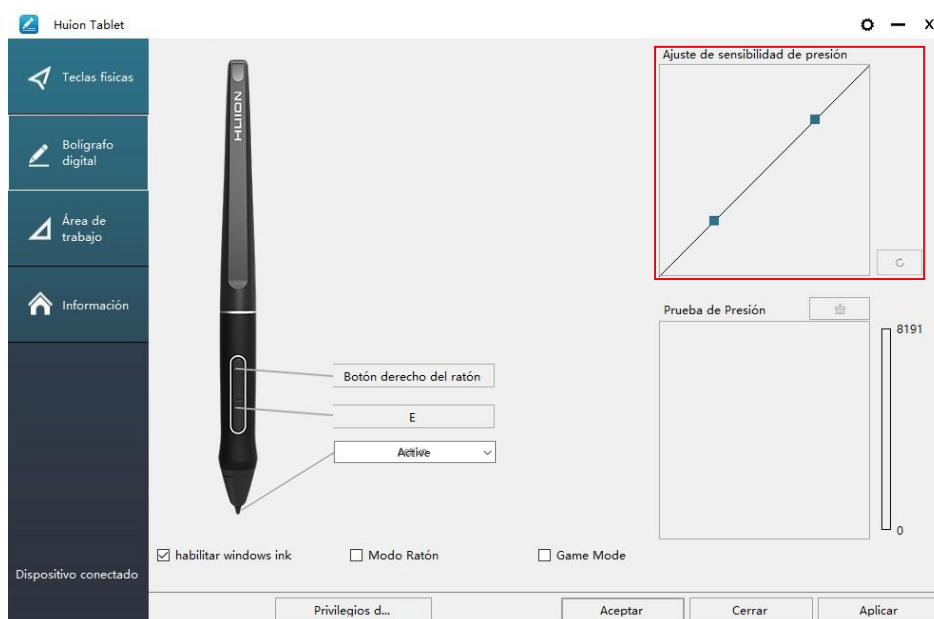 Huion Tablet
Teclas físicas
Bolígrafo
digital
Área de
trabajo
Información
Dispositivo conectado
HUION
Botón derecho del ratón
E
Active
habilitar windows ink
Modo Ratón
Game Mode
Ajuste de sensibilidad de presión
Prueba de Presión
8191
0
Privilegios d...
Aceptar
Cerrar
Aplicar